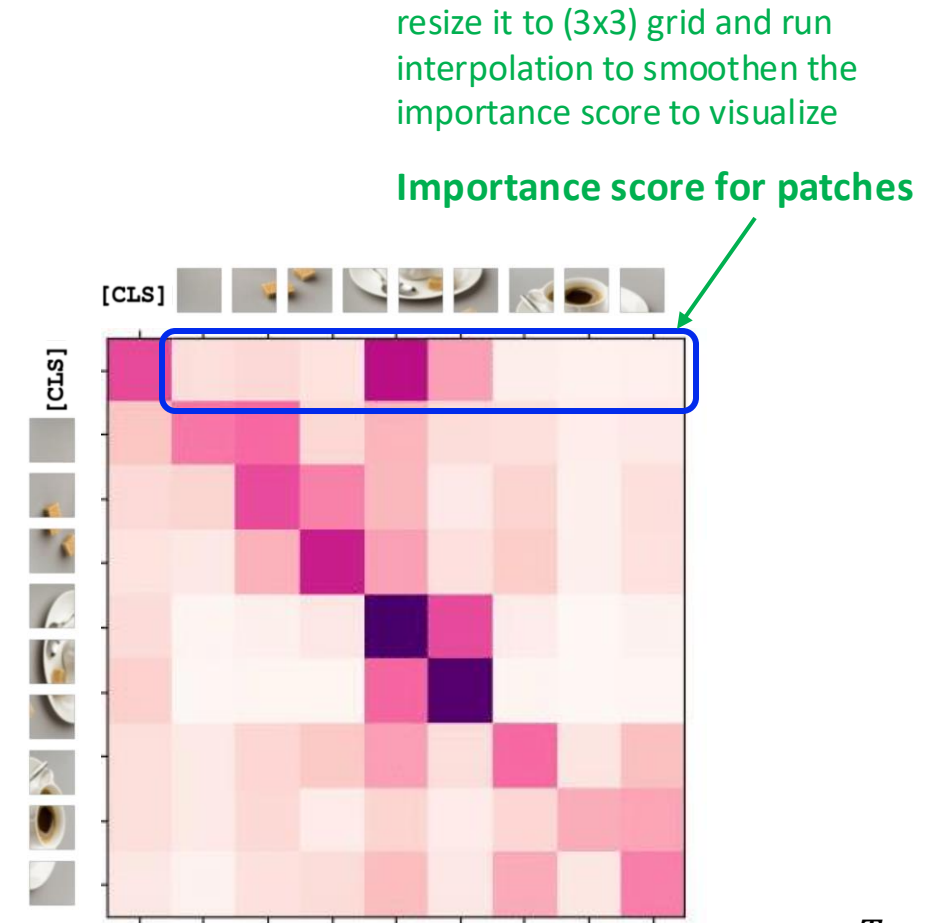 resize it to (3x3) grid and run
interpolation to smoothen the
importance score to visualize
Importance score for patches
[CLS]
[CLS]